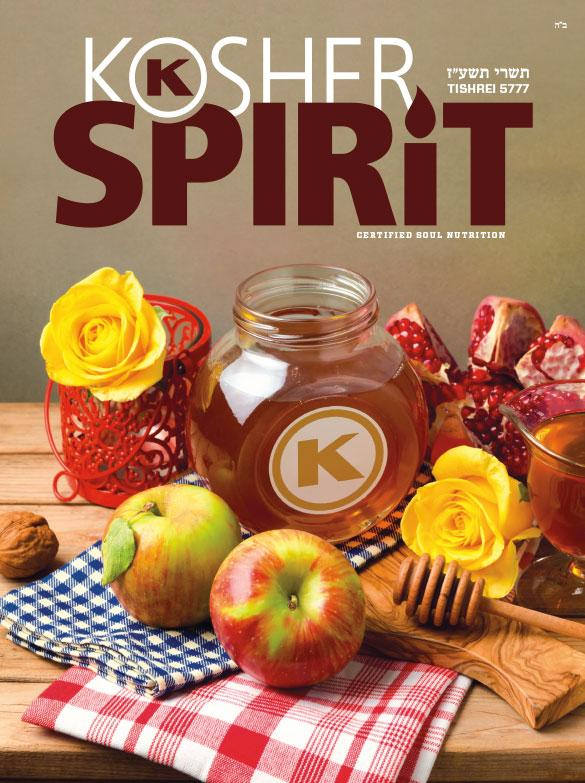 ב"ה
KOSHER
תשרי תשע"ז
TISHREI 5777
SPIRiT
CERTIFIED SOUL NUTRITION
K